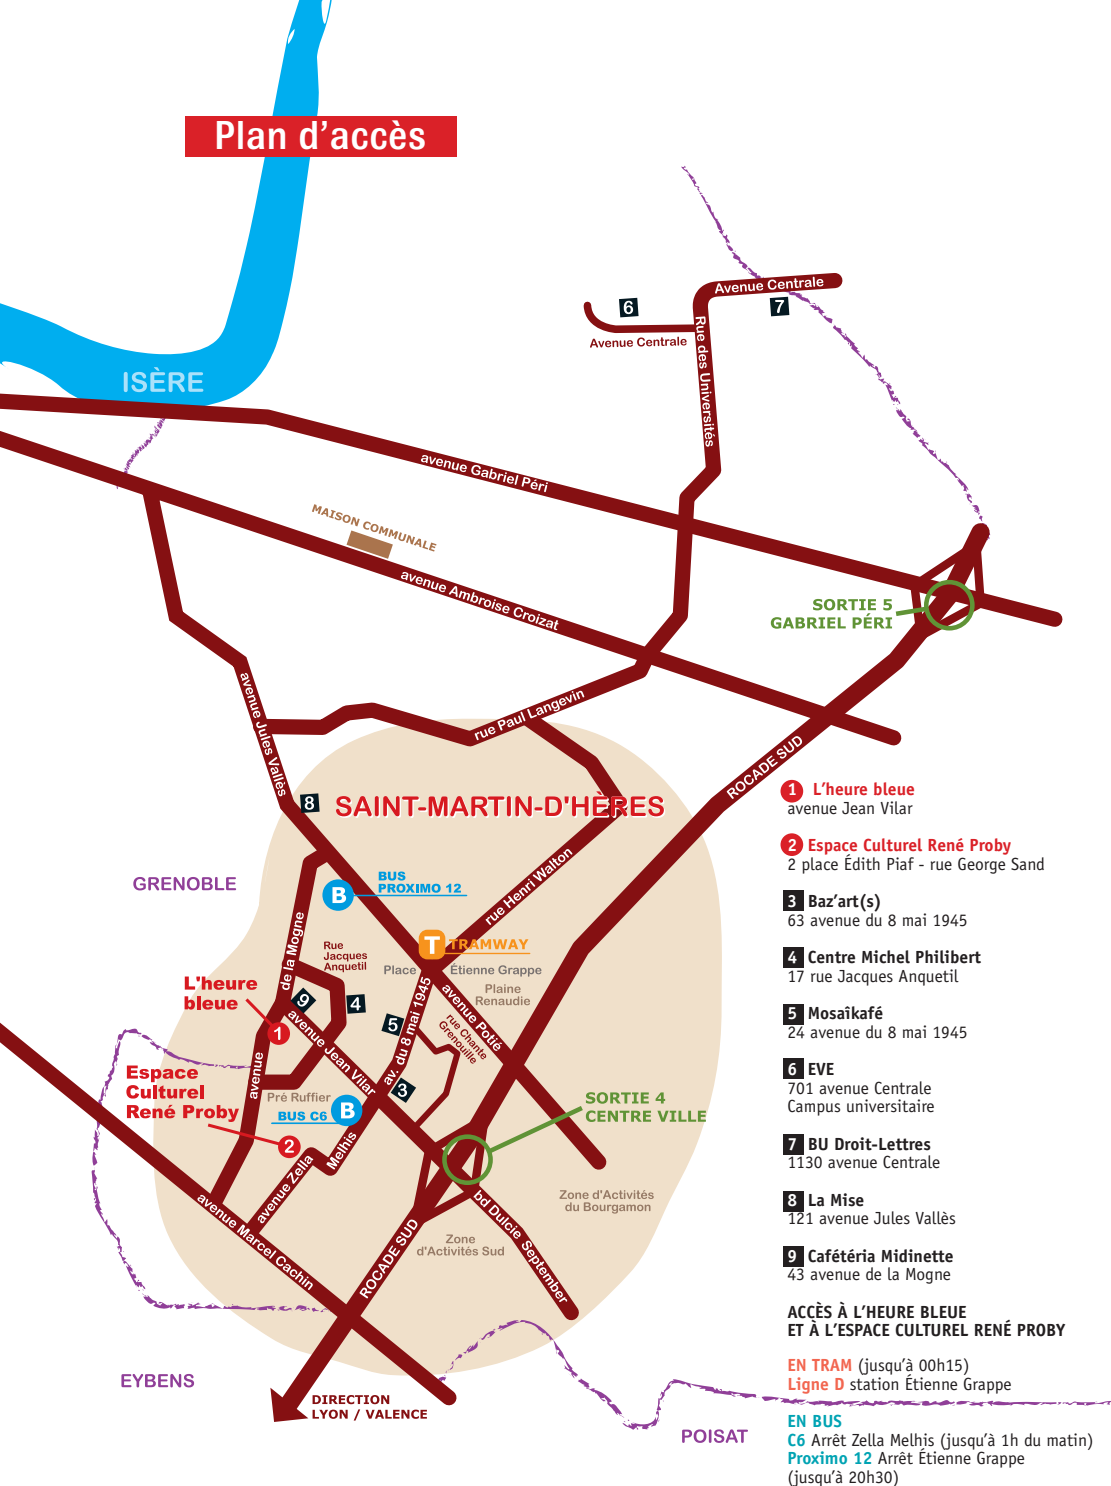 Plan d'accès
ISÈRE
Avenue Centrale
7
6
Avenue Centrale
Rue des Universités
avenue Gabriel Péri
MAISON COMMUNALE
avenue Ambroise Croizat
SORTIE 5
GABRIEL PÉRI
avenue Jules Vallès
rue Paul Langevin
ROCADE SUD
8
SAINT-MARTIN-D'HÈRES
GRENOBLE
B
BUS
PROXIMO 12
rue Henri Walton
T
TRAMWAY
de la Mogne
Rue
Jacques
Anquetil
Place
Étienne Grappe
Plaine
Renaudie
L'heure
bleue
9
4
5
1
avenue Jean Vilar
av. du 8 mai 1945
avenue Potié
rue Chante
Grenouille
avenue
Espace
Culturel
René Proby
Pré Ruffier
3
BUS C6
B
SORTIE 4
CENTRE VILLE
2
avenue Zella
Melhis
avenue Marcel Cachin
bd Dulcie September
Zone d'Activités
du Bourgamon
Zone
d'Activités Sud
ROCADE SUD
EYBENS
DIRECTION
LYON / VALENCE
POISAT
1 L'heure bleue
avenue Jean Vilar
2 Espace Culturel René Proby
2 place Édith Piaf - rue George Sand
3 Baz'art(s)
63 avenue du 8 mai 1945
4 Centre Michel Philibert
17 rue Jacques Anquetil
5 Mosaîkafé
24 avenue du 8 mai 1945
6 EVE
701 avenue Centrale
Campus universitaire
7 BU Droit-Lettres
1130 avenue Centrale
8 La Mise
121 avenue Jules Vallès
9 Cafétéria Midinette
43 avenue de la Mogne
ACCÈS À L'HEURE BLEUE
ET À L'ESPACE CULTUREL RENÉ PROBY
EN TRAM (jusqu'à 00h15)
Ligne D station Étienne Grappe
EN BUS
C6 Arrêt Zella Melhis (jusqu'à 1h du matin)
Proximo 12 Arrêt Étienne Grappe
(jusqu'à 20h30)